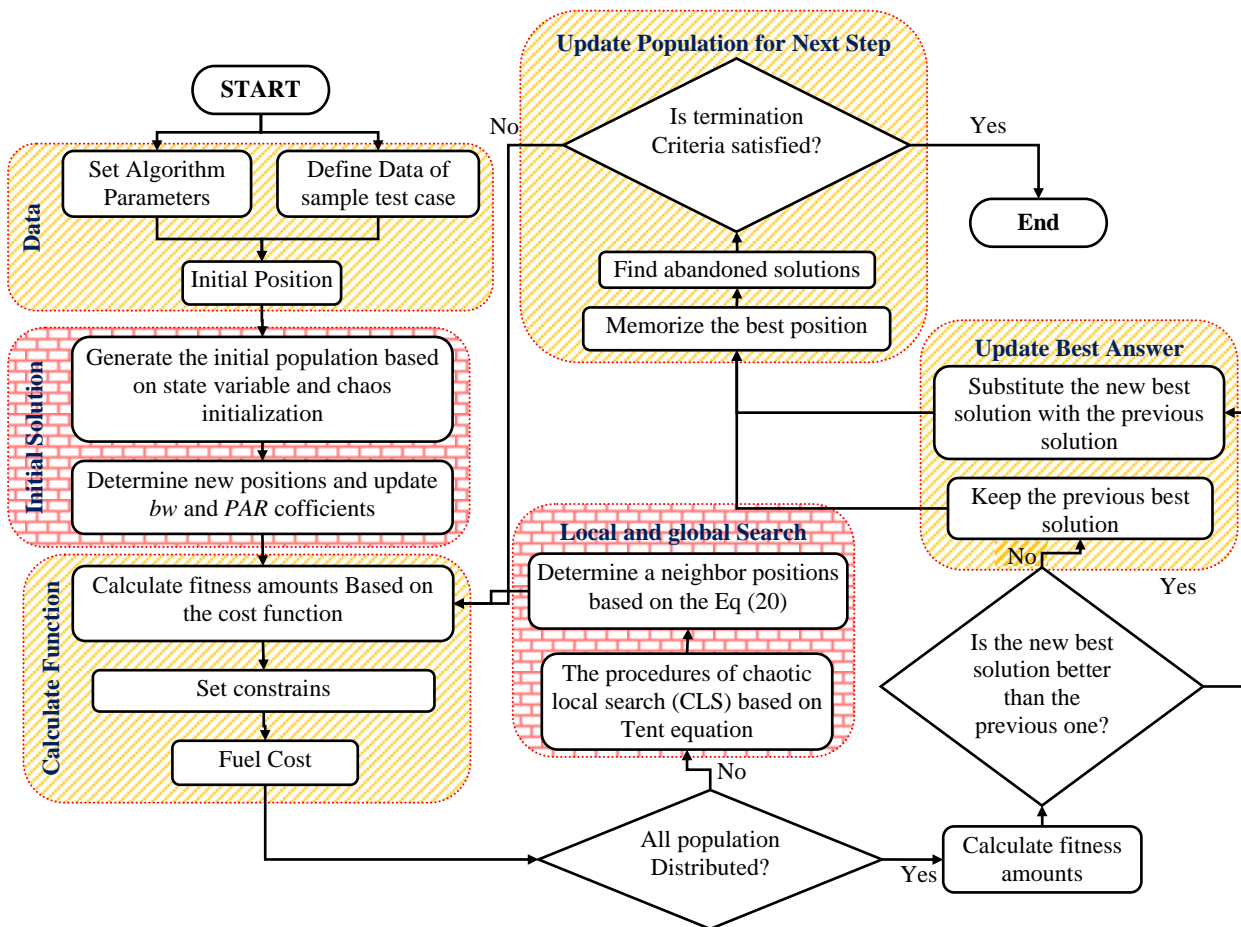 START
Set Algorithm
Parameters
Define Data of
sample test case
Data
Initial Position
Initial Solution
Generate the initial population based
on state variable and chaos
initialization
Determine new positions and update
bw and PAR cofficients
Calculate Function
Calculate fitness amounts Based on
the cost function
Set constrains
Fuel Cost
All population
Distributed?
No
Yes
Local and global Search
Determine a neighbor positions
based on the Eq (20)
The procedures of chaotic
local search (CLS) based on
Tent equation
Calculate fitness
amounts
Is the new best
solution better
than the
previous one?
No
Yes
Update Best Answer
Substitute the new best
solution with the previous
solution
Keep the previous best
solution
Update Population for Next Step
Memorize the best position
Find abandoned solutions
Is termination
Criteria satisfied?
No
Yes
End